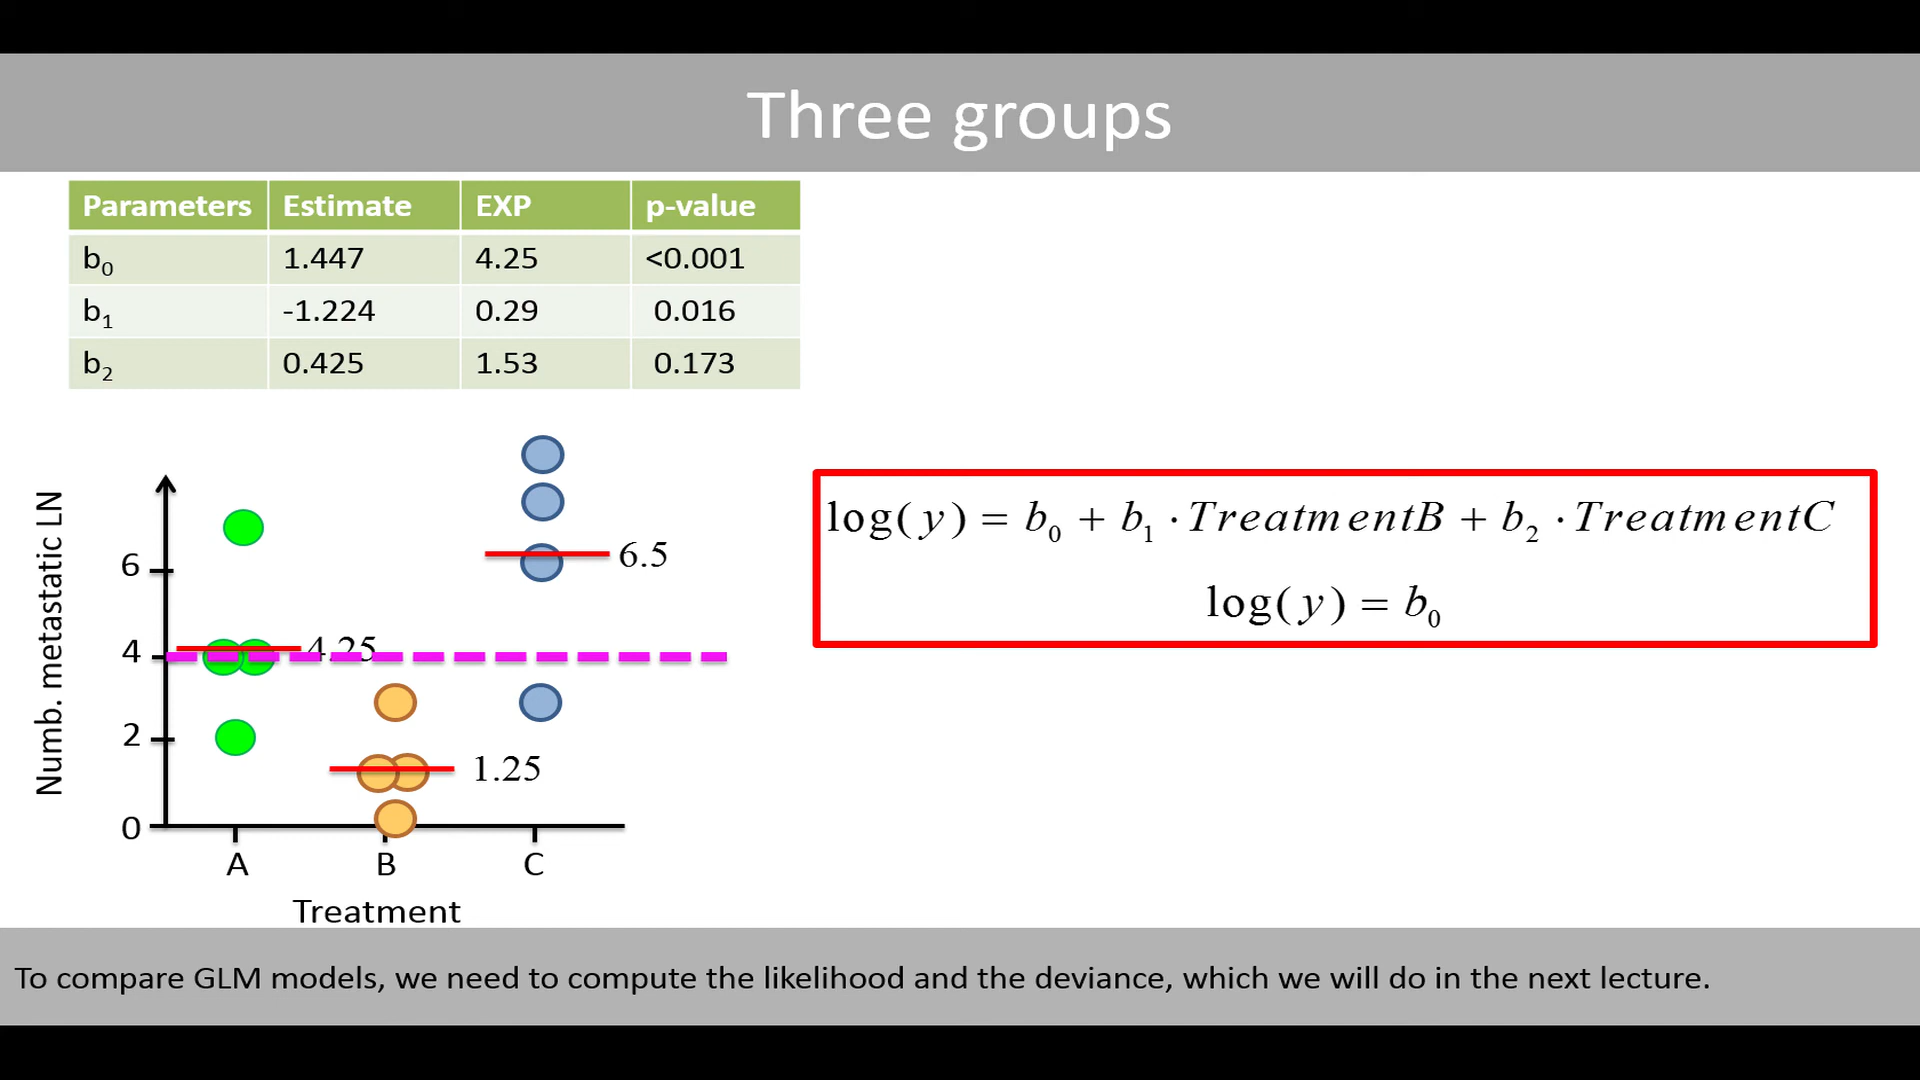 Three groups
Parameters Estimate EXP p-value
b0 1.447 4.25 <0.001
b1 -1.224 0.29 0.016
b2 0.425 1.53 0.173
Numb. metastatic LN
6
4
2
0
4.25
1.25
6.5
A B C
Treatment
log(y) = b0 + b1 · TreatmentB + b2 · TreatmentC
log(y) = b0
To compare GLM models, we need to compute the likelihood and the deviance, which we will do in the next lecture.